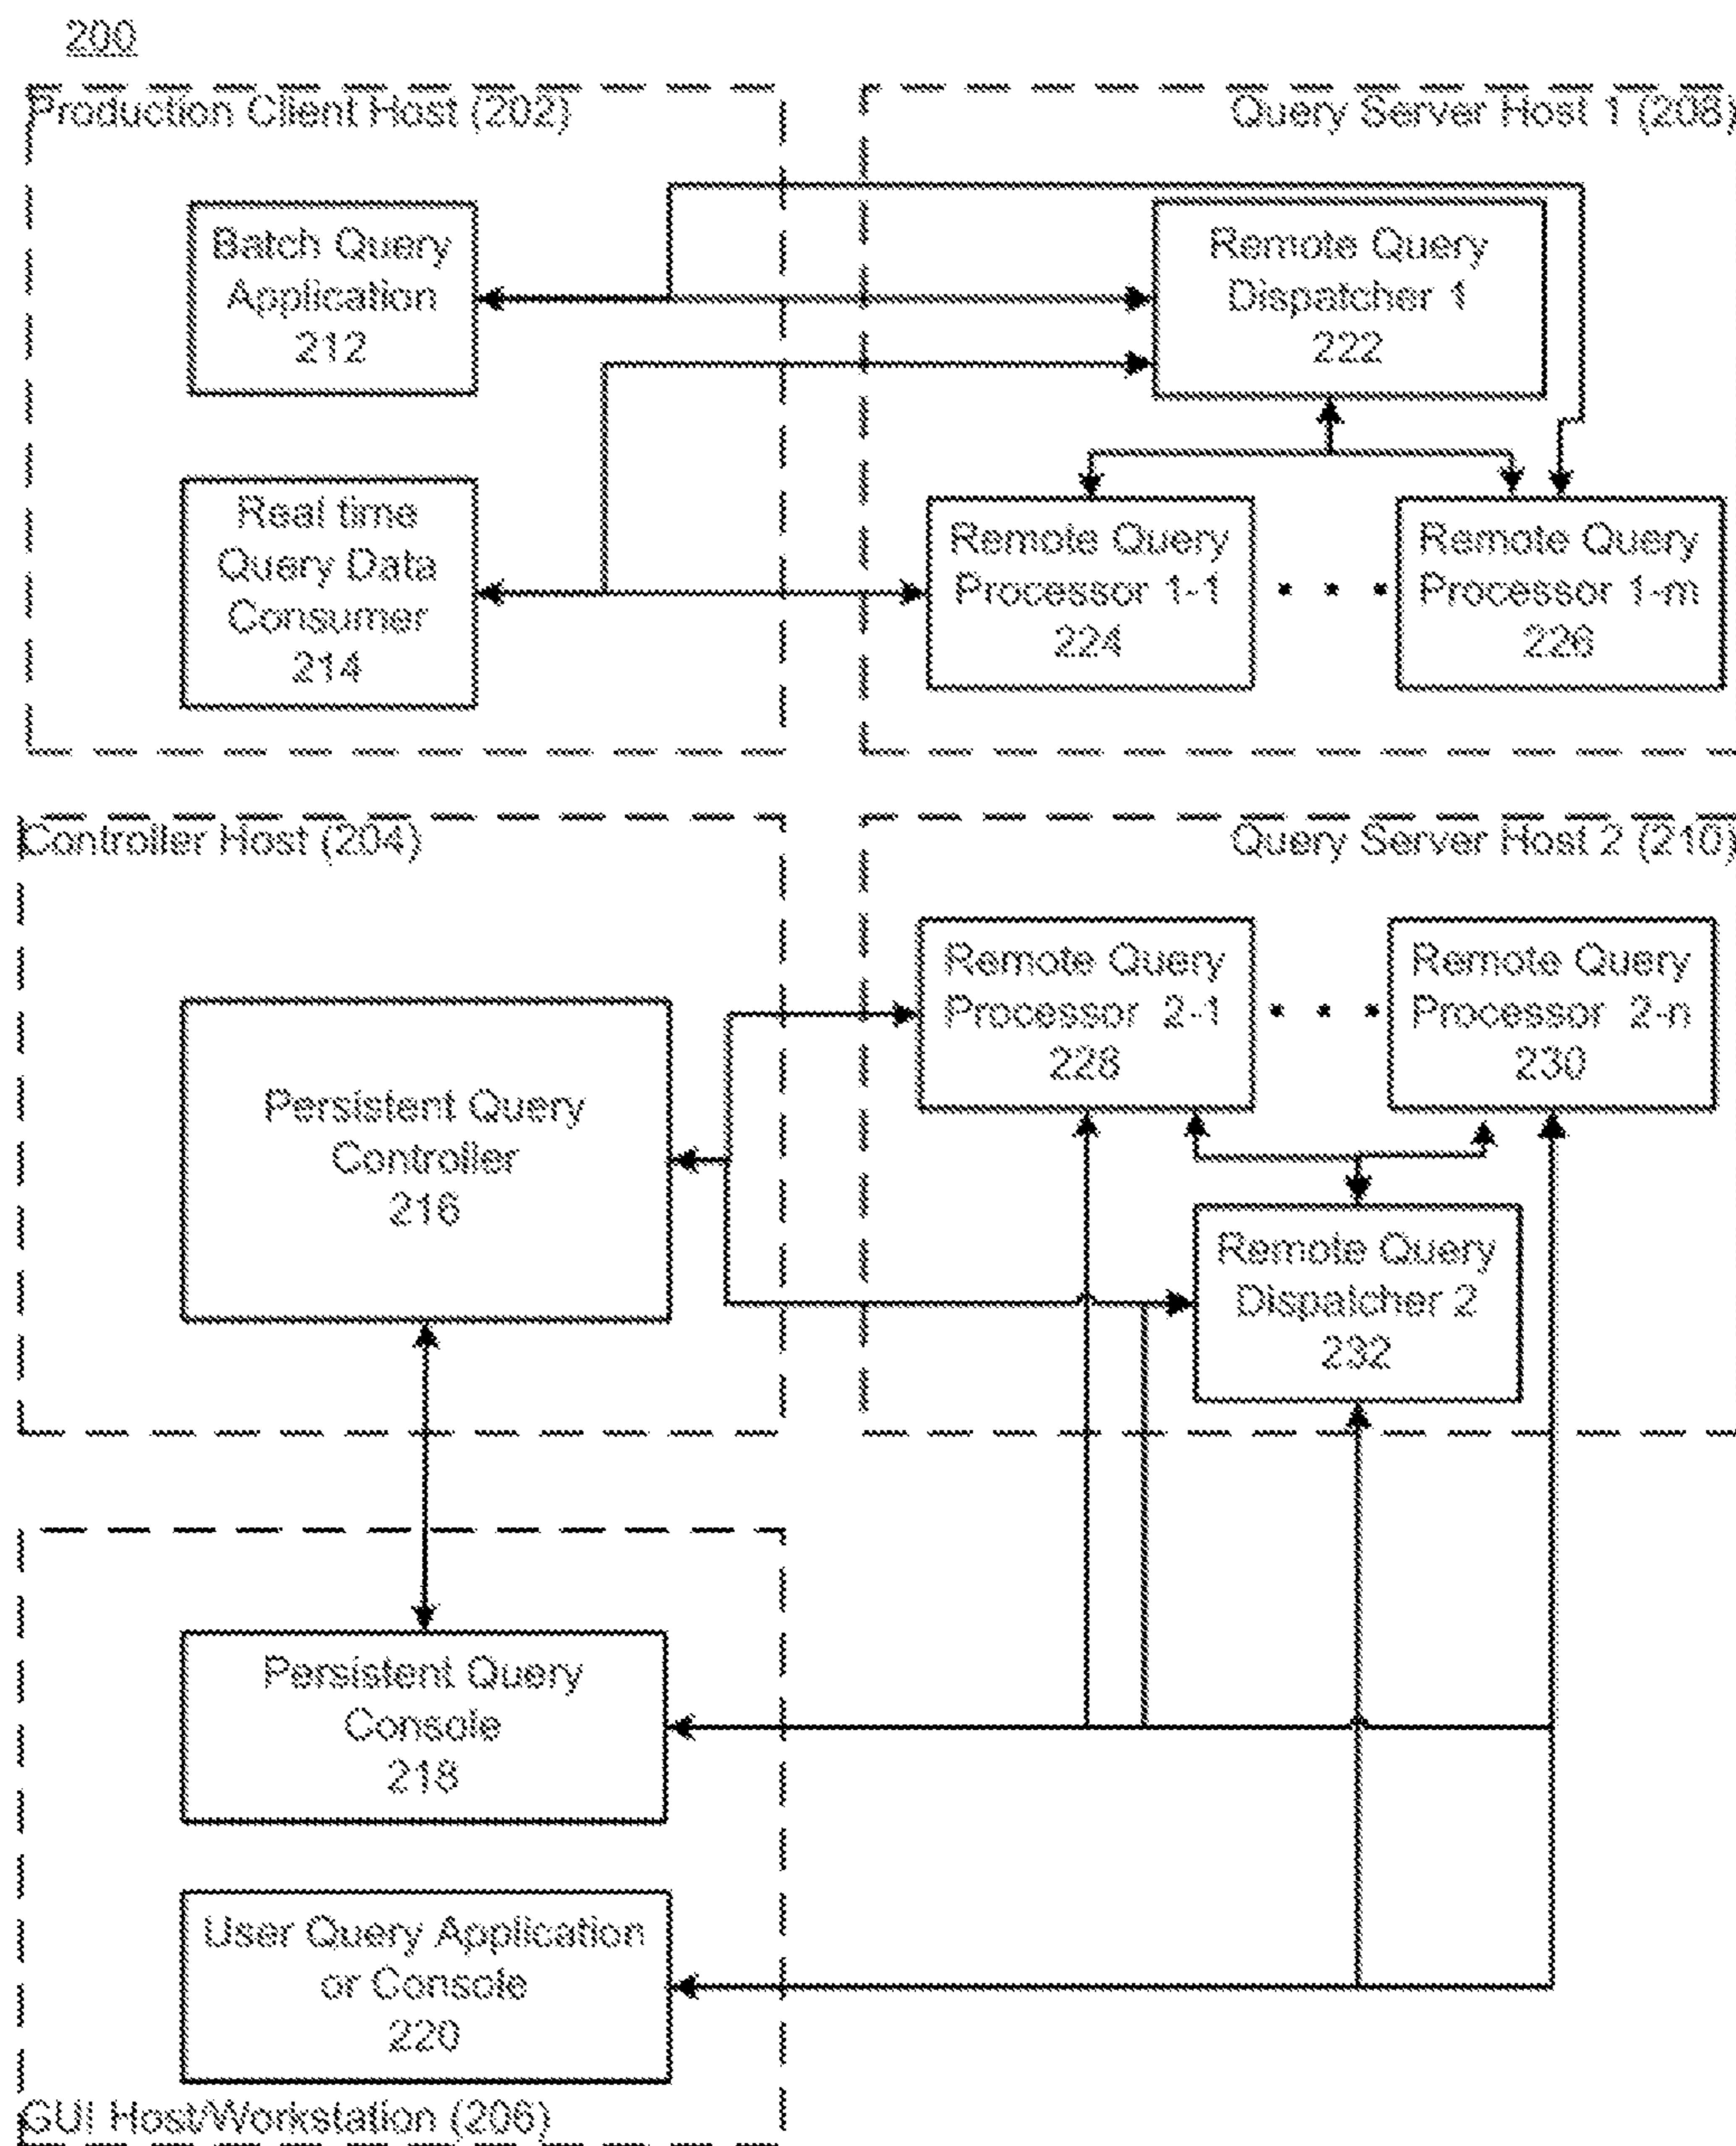 200
Production Client Host (202)
Query Server Host 1 (208)
Batch Query
Application
212
Remote Query
Dispatcher 1
222
Real time
Query Data
Consumer
214
Remote Query
Processor 1-1
224
Remote Query
Processor 1-m
226
Controller Host (204)
Query Server Host 2 (210)
Remote Query
Processor 2-1
228
Remote Query
Processor 2-n
230
Persistent Query
Controller
216
Remote Query
Dispatcher 2
232
Persistent Query
Console
218
User Query Application
or Console
220
GUI Host/Workstation (206)